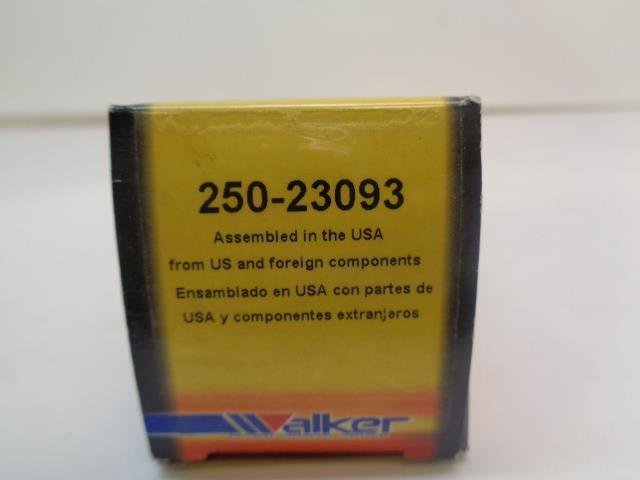 250-23093
Assembled in the USA
from US and foreign components
Ensamblado en USA con partes de
USA y componentes extranjeros
Walker